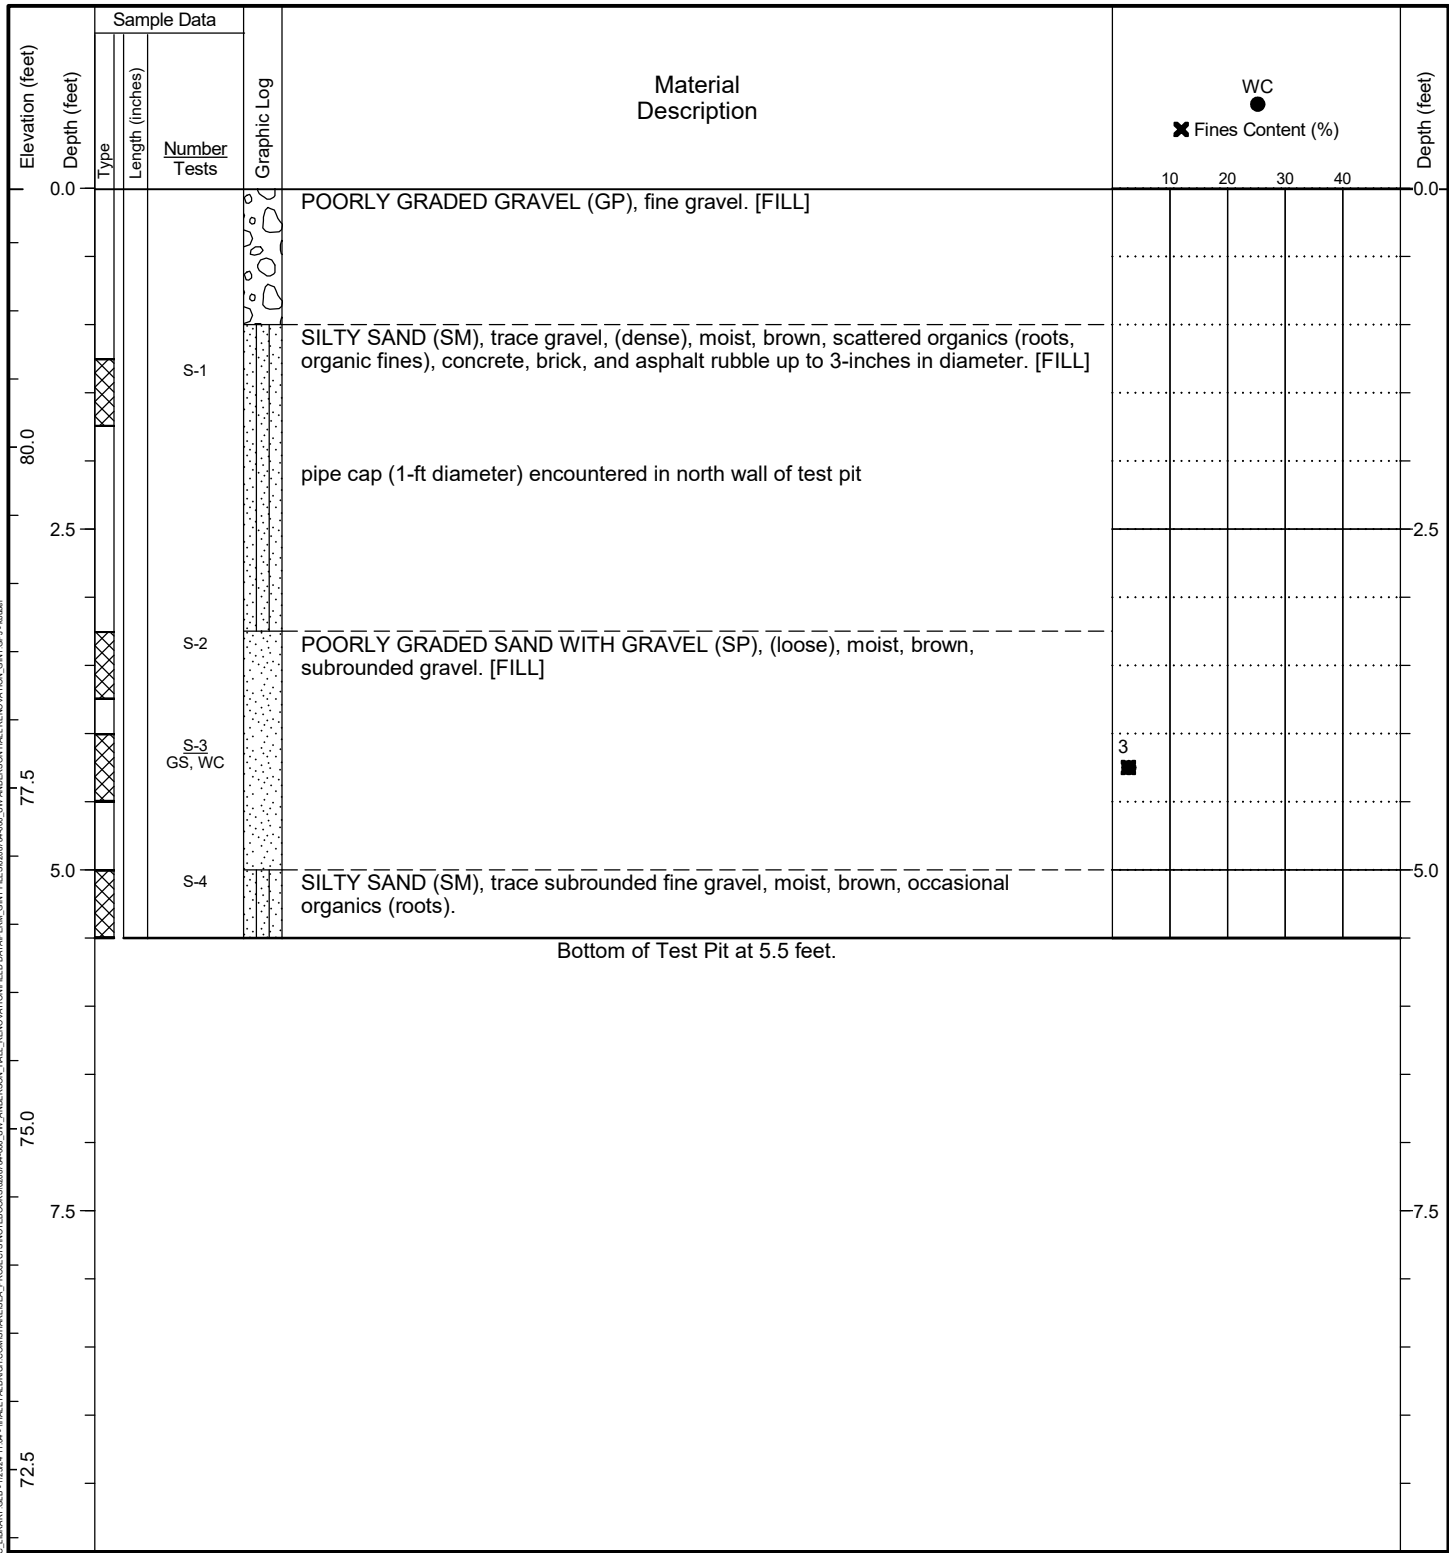 Sample Data
Elevation (feet)
Depth (feet)
Type
Length (inches)
Number
Tests
Graphic Log
Material
Description
WC
Fines Content (%)
Depth (feet)
10 20 30 40
0.0
0.0
POORLY GRADED GRAVEL (GP), fine gravel. [FILL]
SILTY SAND (SM), trace gravel, (dense), moist, brown, scattered organics (roots,
organic fines), concrete, brick, and asphalt rubble up to 3-inches in diameter. [FILL]
S-1
80.0
pipe cap (1-ft diameter) encountered in north wall of test pit
2.5
2.5
S-2
POORLY GRADED SAND WITH GRAVEL (SP), (loose), moist, brown,
subrounded gravel. [FILL]
S-3
GS, WC
3
77.5
5.0
5.0
S-4
SILTY SAND (SM), trace subrounded fine gravel, moist, brown, occasional
organics (roots).
Bottom of Test Pit at 5.5 feet.
75.0
7.5
7.5
72.5